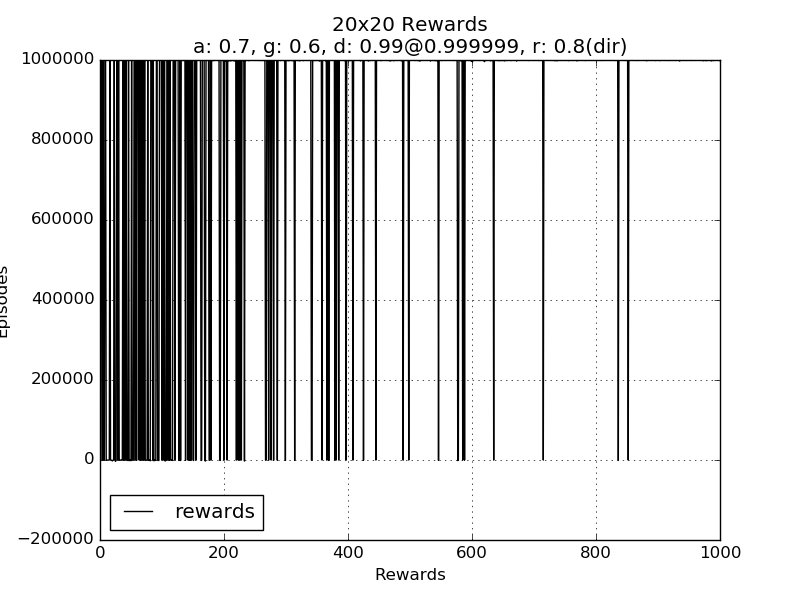 20x20 Rewards
a: 0.7, g: 0.6, d: 0.99@0.999999, r: 0.8(dir)
1000000
800000
600000
400000
200000
0
−200000
Episodes
rewards
0 200 400 600 800 1000
Rewards